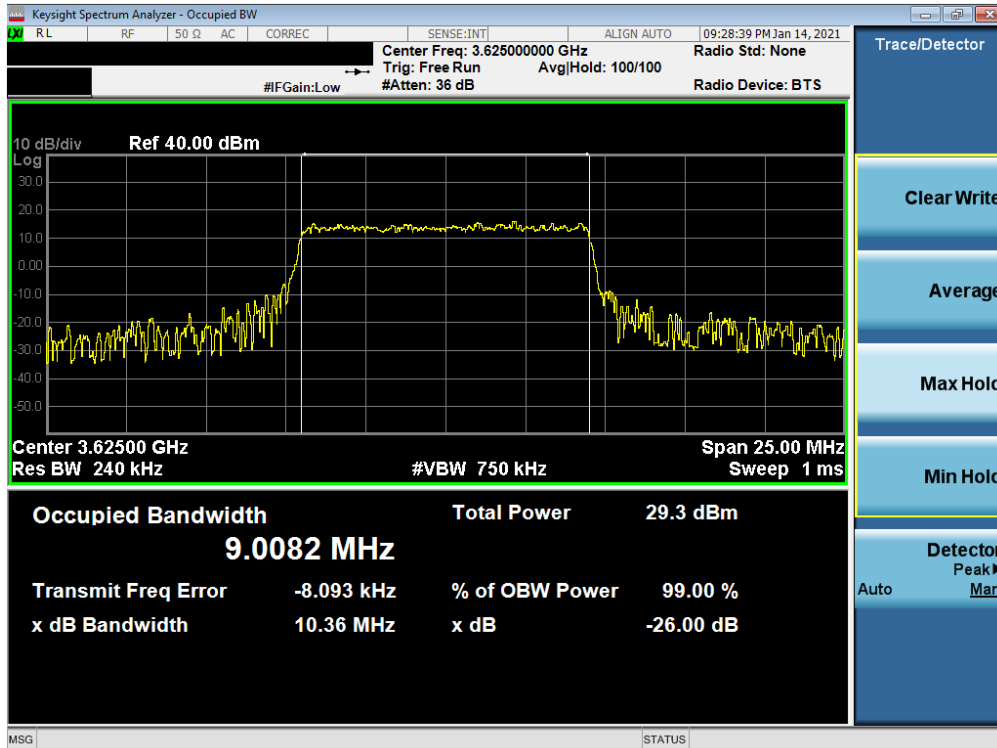 Keysight Spectrum Analyzer - Occupied BW
LXI RL RF 50 Ω AC CORREC SENSE:INT ALIGN AUTO 09:28:39 PM Jan 14, 2021
Center Freq: 3.625000000 GHz Radio Std: None
Trig: Free Run Avg|Hold: 100/100
#IFGain:Low #Atten: 36 dB Radio Device: BTS
10 dB/div Ref 40.00 dBm
Log
30.0
20.0
10.0
0.00
-10.0
-20.0
-30.0
-40.0
-50.0
Center 3.62500 GHz Span 25.00 MHz
Res BW 240 kHz #VBW 750 kHz Sweep 1 ms
Occupied Bandwidth Total Power 29.3 dBm
9.0082 MHz
Transmit Freq Error -8.093 kHz % of OBW Power 99.00 %
x dB Bandwidth 10.36 MHz x dB -26.00 dB
MSG STATUS
Trace/Detector
Clear Write
Average
Max Hold
Min Hold
Detector
Peak
Auto Man